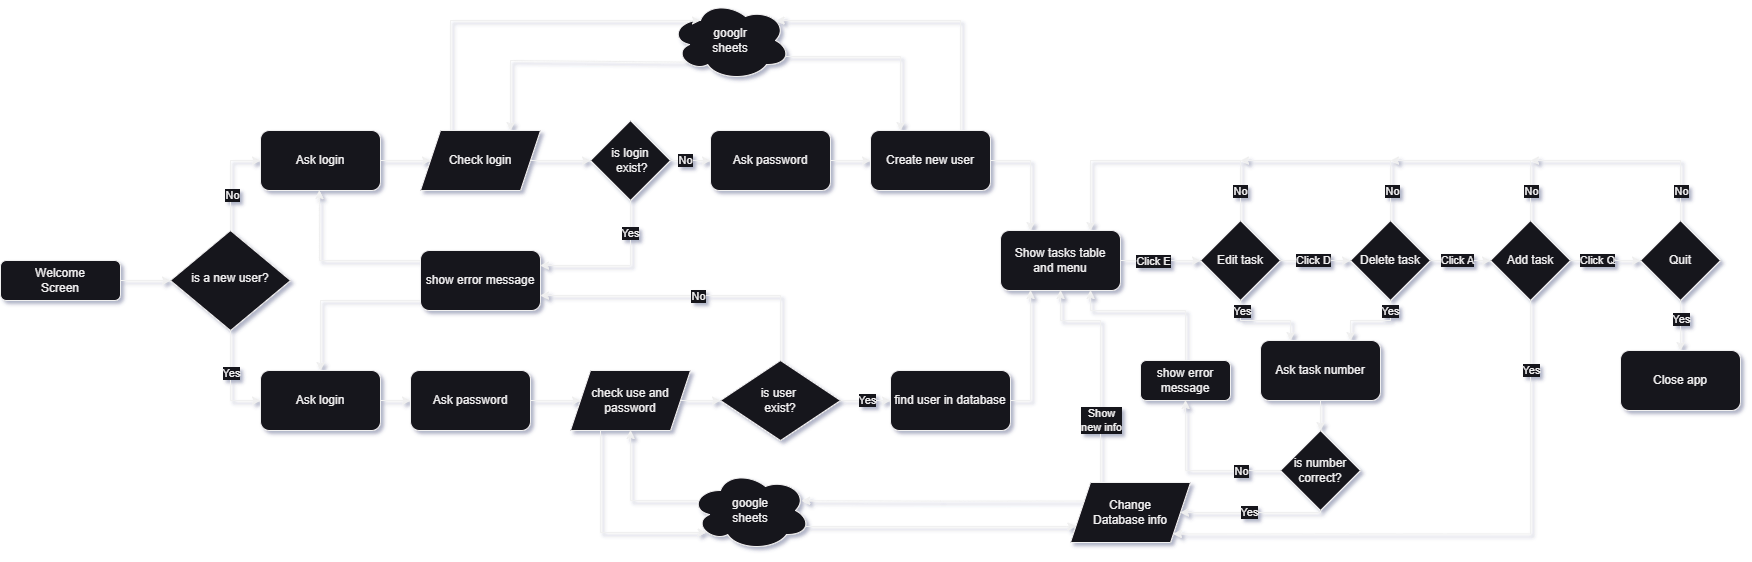 googlr
sheets
Ask login
Check login
is login
exist?
No
Ask password
Create new user
No
Yes
No
No
No
No
Welcome
Screen
is a new user?
show error message
Show tasks table
and menu
Click E
Edit task
Click D
Delete task
Click A
Add task
Click Q
Quit
No
Yes
Yes
Yes
Yes
Ask login
Ask password
check use and
password
is user
exist?
Yes
find user in database
show error
message
Ask task number
Yes
Close app
Show
new info
No
is number
correct?
google
sheets
Change
Database info
Yes